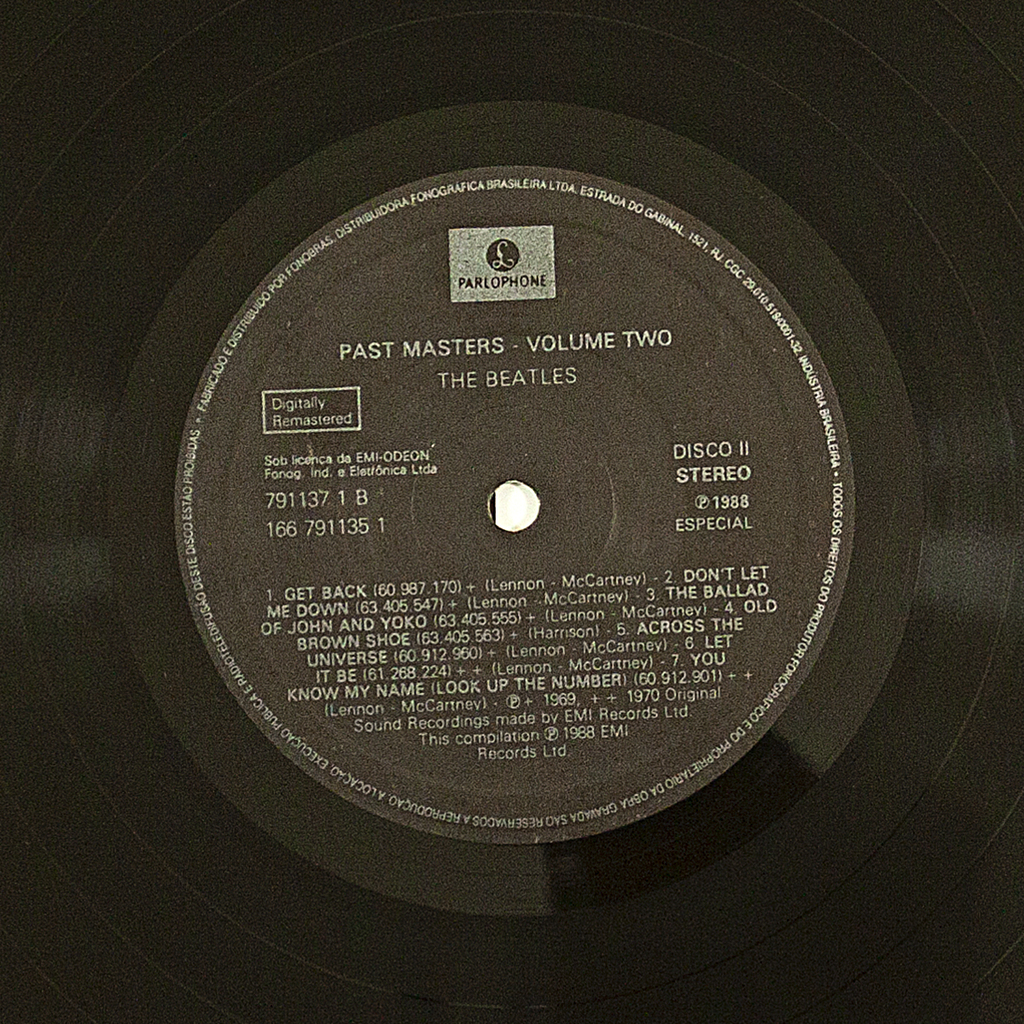 PARLOPHONE
PAST MASTERS - VOLUME TWO
THE BEATLES
Digitally
Remastered
Sob licença da EMI-ODEON
Fonog. Ind. e Eletrônica Ltda
791137 1 B
166 791135 1
DISCO II
STEREO
℗ 1988
ESPECIAL
1. GET BACK (60.987.170) + (Lennon - McCartney) - 2. DON'T LET
ME DOWN (63.405.547) + (Lennon - McCartney) - 3. THE BALLAD
OF JOHN AND YOKO (63.405.555) + (Lennon - McCartney) - 4. OLD
BROWN SHOE (63.405.563) + (Harrison) - 5. ACROSS THE
UNIVERSE (60.912.960) + (Lennon - McCartney) - 6. LET
IT BE (61.268.224) + + (Lennon - McCartney) - 7. YOU
KNOW MY NAME (LOOK UP THE NUMBER) (60.912.901) + +
(Lennon - McCartney) - ℗ + 1969, + + 1970 Original
Sound Recordings made by EMI Records Ltd.
This compilation ℗ 1988 EMI
Records Ltd.
FABRICADO E DISTRIBUIDO POR FONOBRAS, DISTRIBUIDORA FONOGRÁFICA BRASILEIRA LTDA. ESTRADA DO GABINAL, 1521, RJ, CGC 29.010.519/0001-32 INDÚSTRIA BRASILEIRA • TODOS OS DIREITOS DO PRODUTOR FONOGRÁFICO E DO PROPRIETÁRIO DA OBRA GRAVADA SÃO RESERVADOS A REPRODUÇÃO, A LOCAÇÃO, EXECUÇÃO PÚBLICA E RADIOTELEDIFUSÃO DESTE DISCO ESTÃO PROIBIDAS •